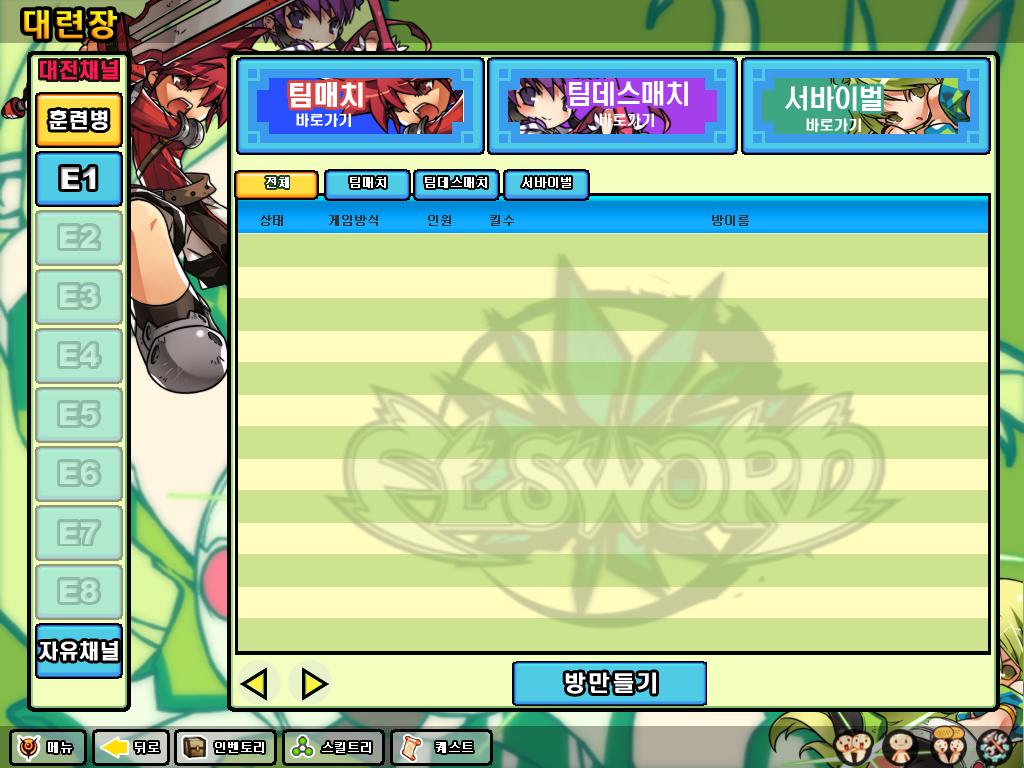 대련장
대전채널
훈련병
E1
E2
E3
E4
E5
E6
E7
E8
자유채널
팀매치
바로가기
팀데스매치
바로가기
서바이벌
바로가기
전체 팀매치 팀데스매치 서바이벌
상태 게임방식 인원 킬수 방이름
ELSWORD
방만들기
메뉴 뒤로 인벤토리 스킬트리 퀘스트